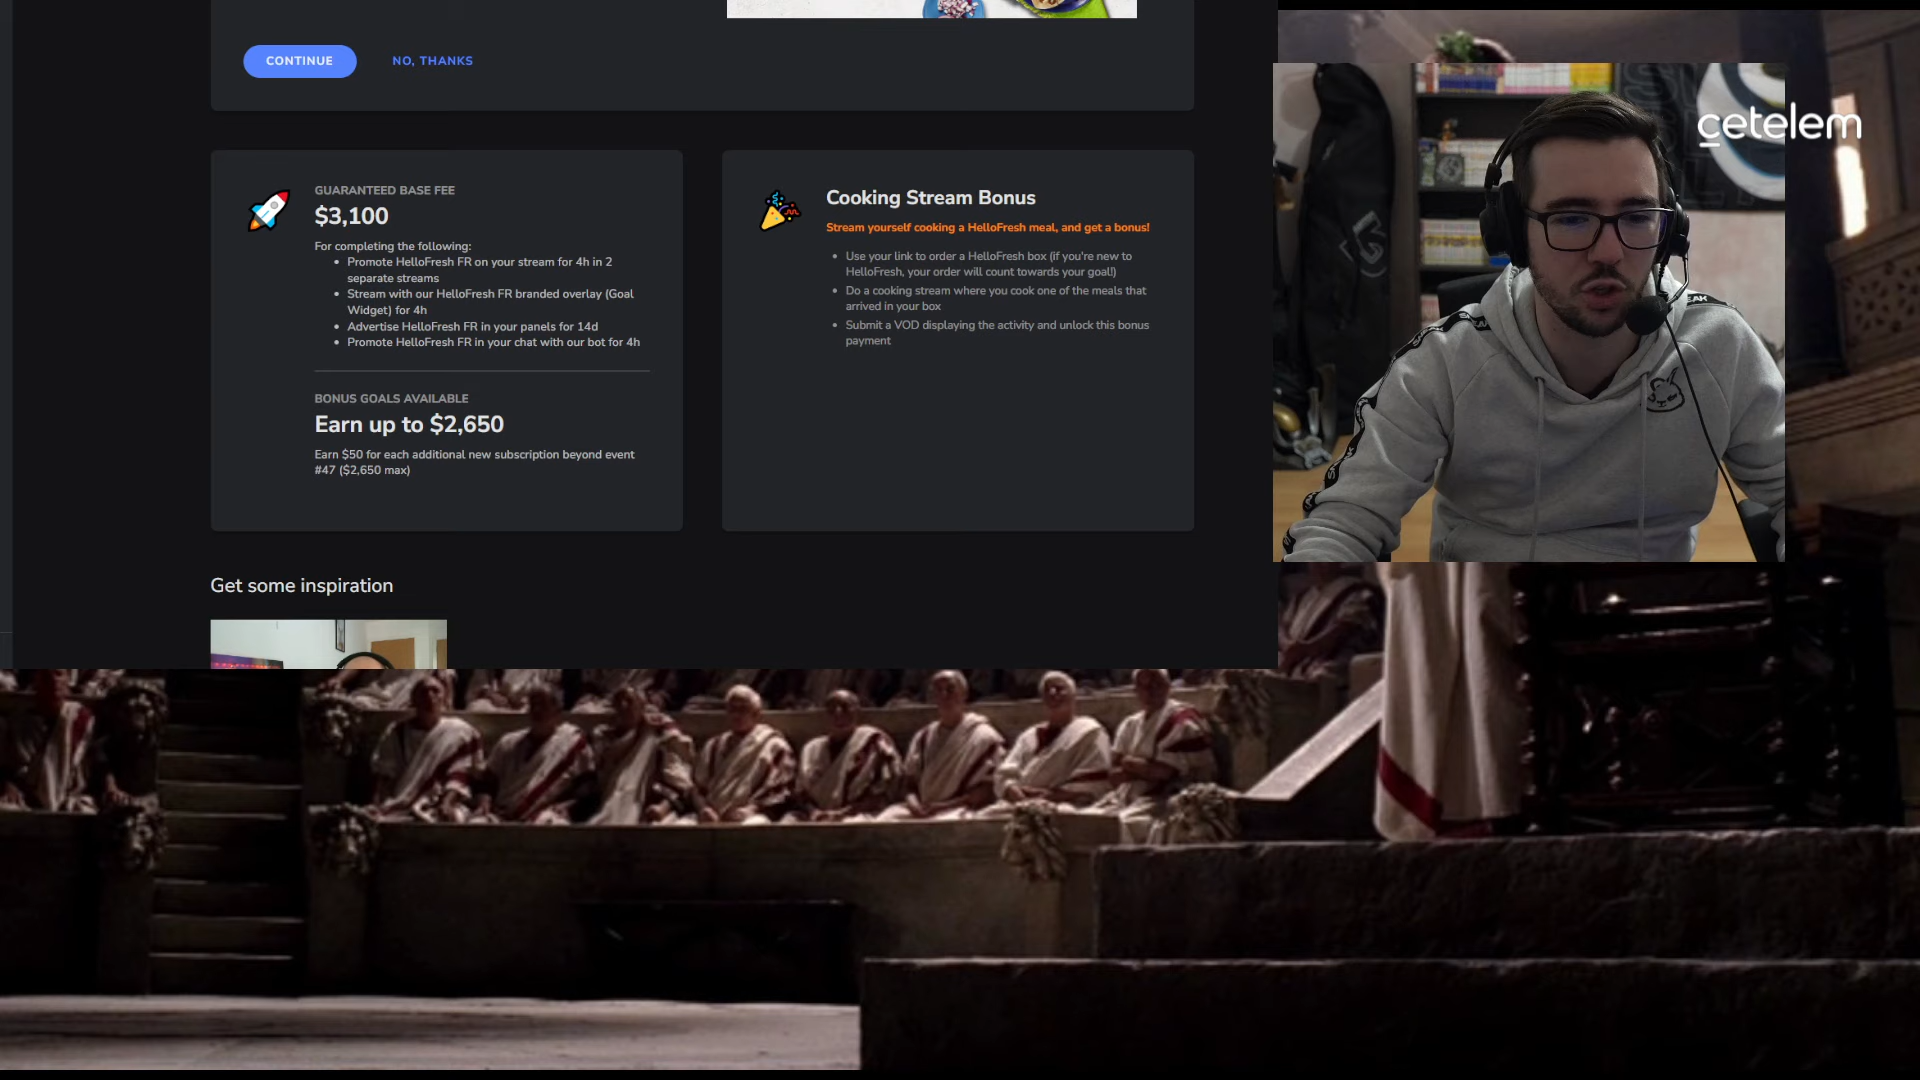 CONTINUE
NO, THANKS
cetelem
GUARANTEED BASE FEE
$3,100
For completing the following:
• Promote HelloFresh FR on your stream for 4h in 2
separate streams
• Stream with our HelloFresh FR branded overlay (Goal
Widget) for 4h
• Advertise HelloFresh FR in your panels for 14d
• Promote HelloFresh FR in your chat with our bot for 4h
BONUS GOALS AVAILABLE
Earn up to $2,650
Earn $50 for each additional new subscription beyond event
#47 ($2,650 max)
Cooking Stream Bonus
Stream yourself cooking a HelloFresh meal, and get a bonus!
• Use your link to order a HelloFresh box (if you're new to
HelloFresh, your order will count towards your goal!)
• Do a cooking stream where you cook one of the meals that
arrived in your box
• Submit a VOD displaying the activity and unlock this bonus
payment
Get some inspiration